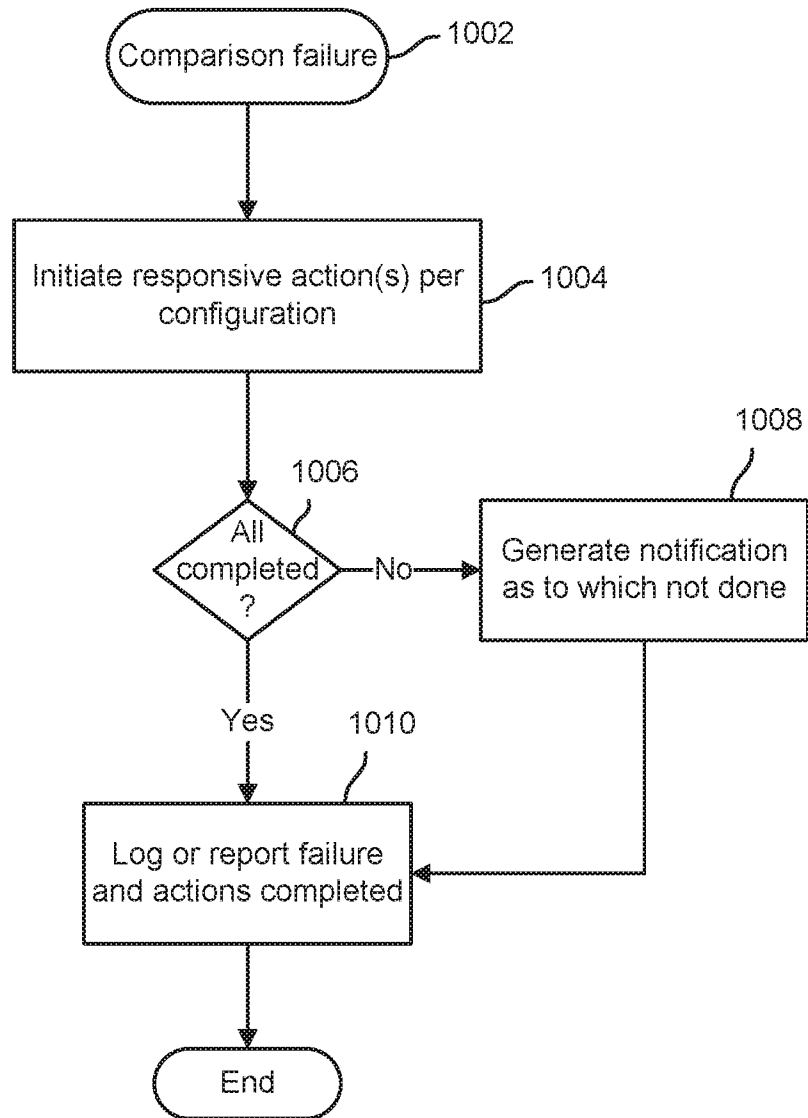 Comparison failure
1002
Initiate responsive action(s) per
configuration
1004
1006
All
completed
?
No
1008
Generate notification
as to which not done
Yes
1010
Log or report failure
and actions completed
End